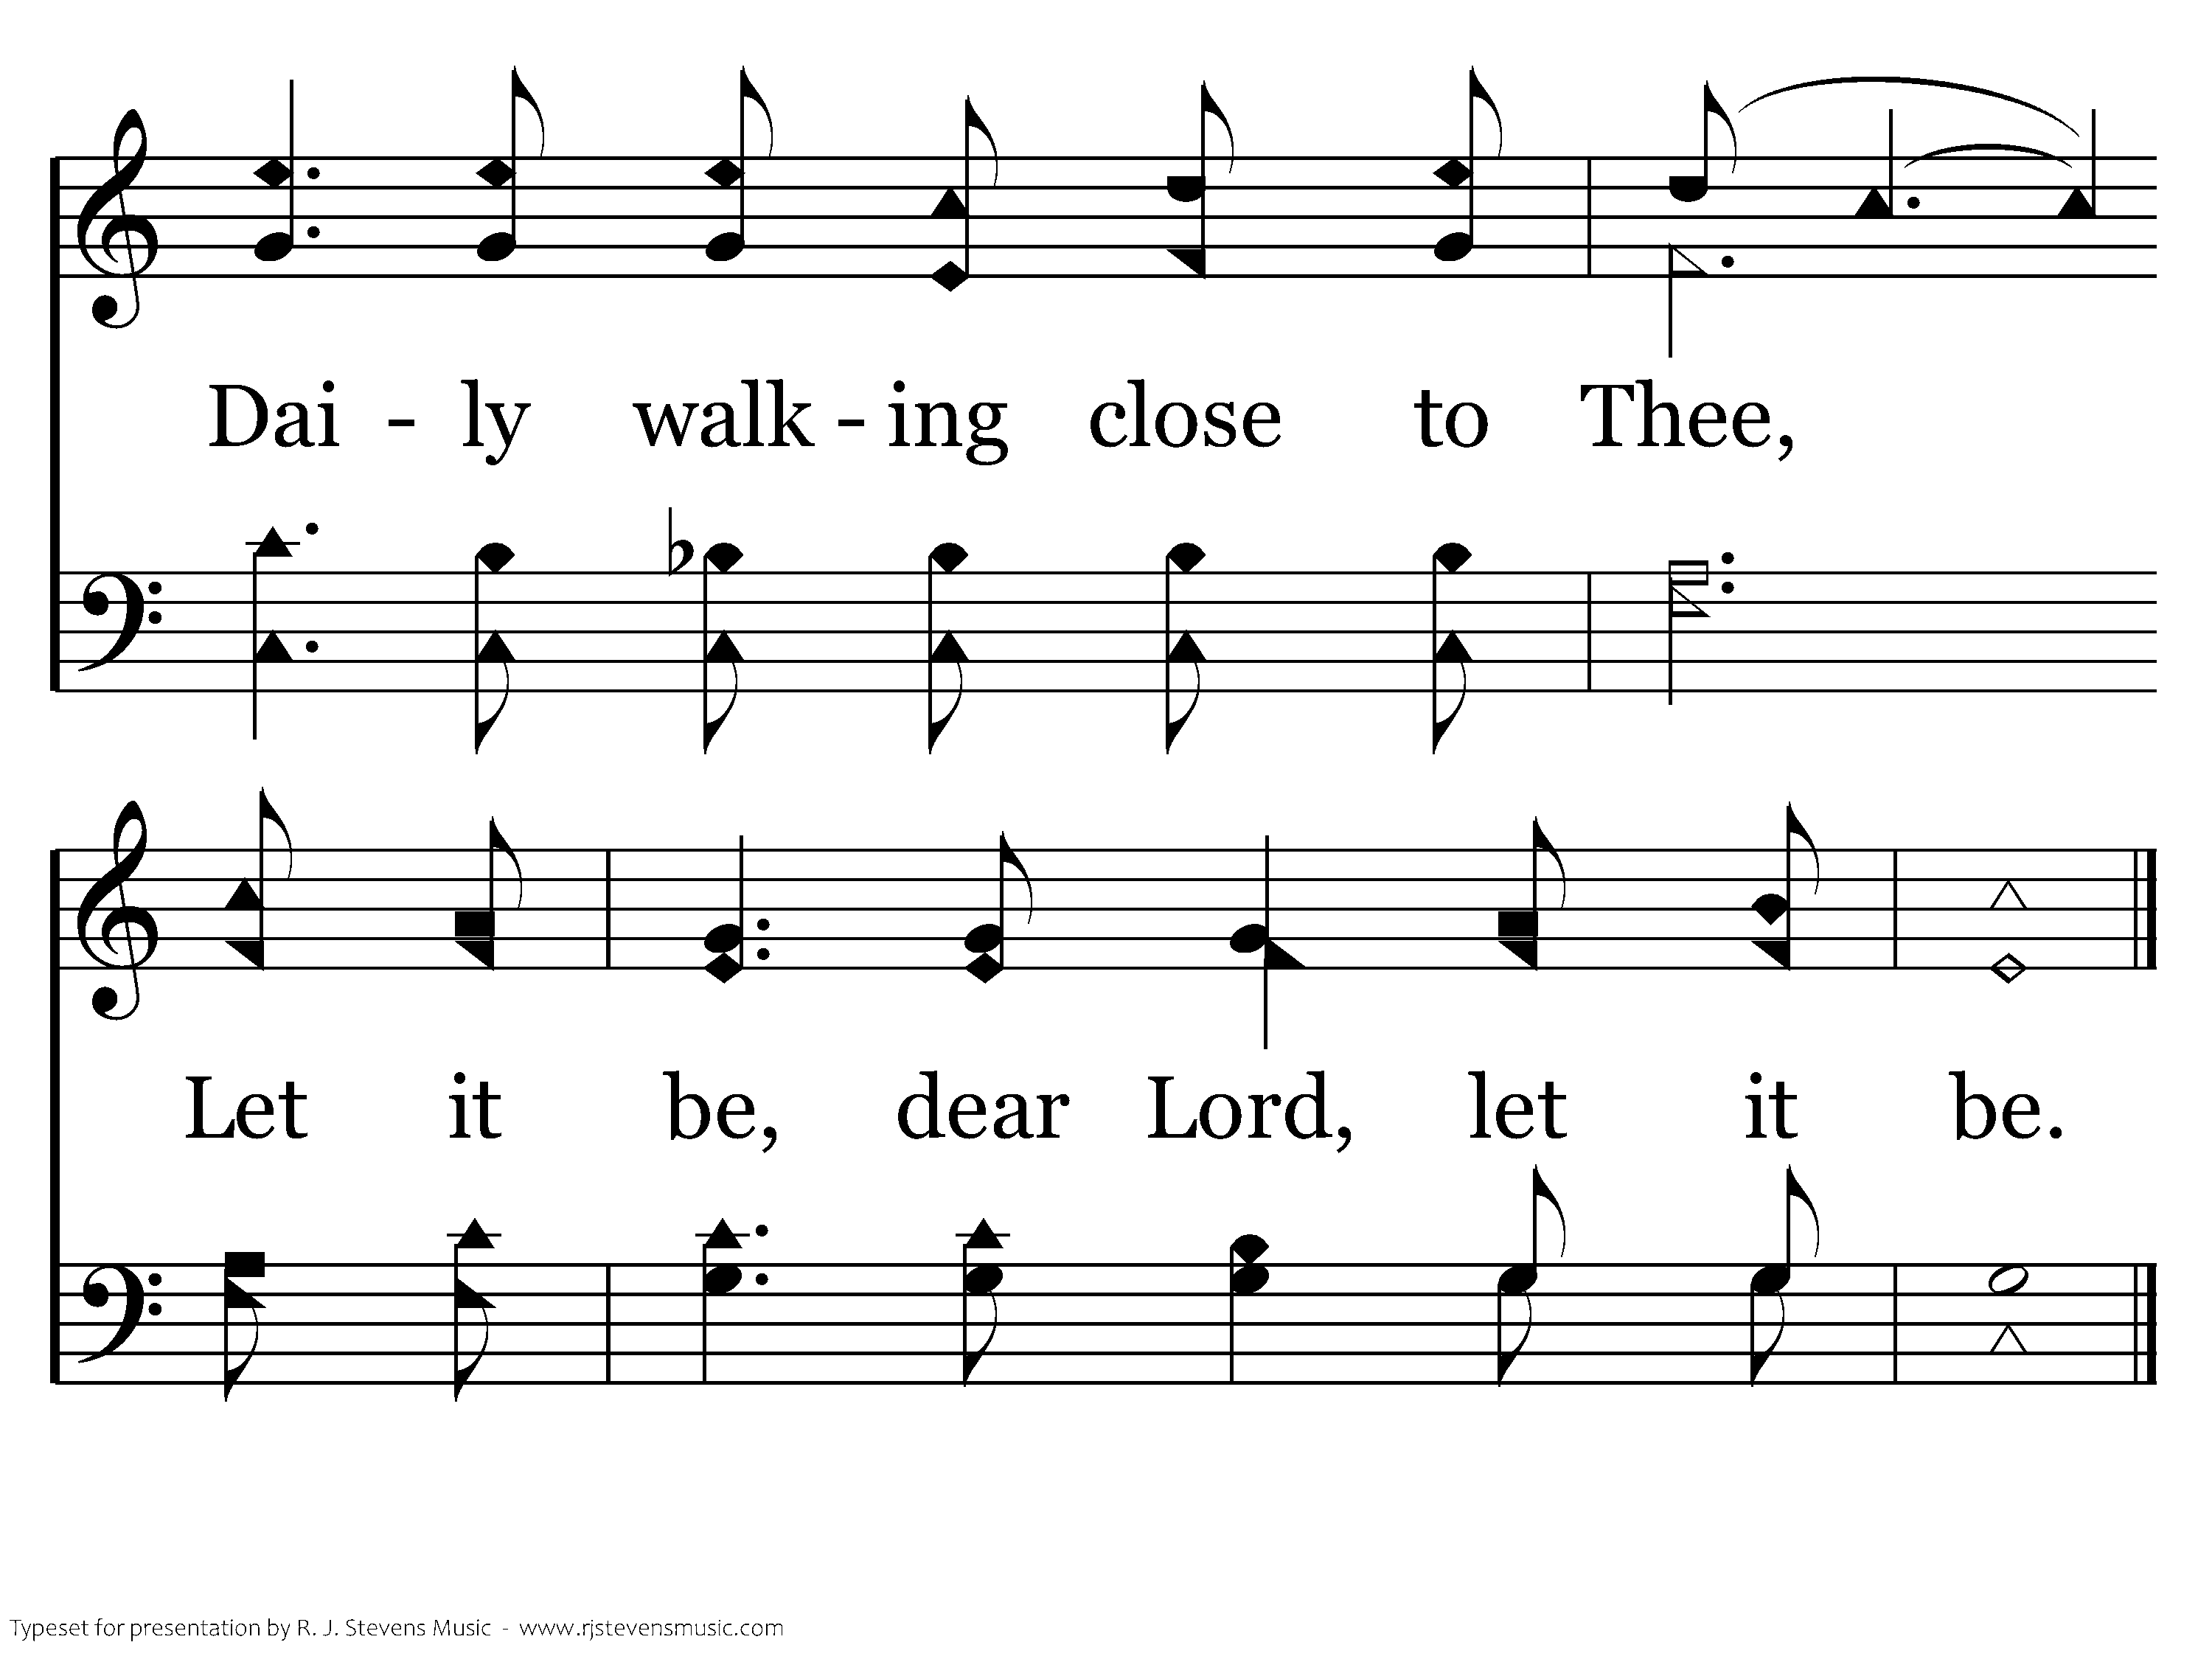 Dai - ly walk - ing close to Thee,
Let it be, dear Lord, let it be.
Typeset for presentation by R. J. Stevens Music - www.rjstevensmusic.com